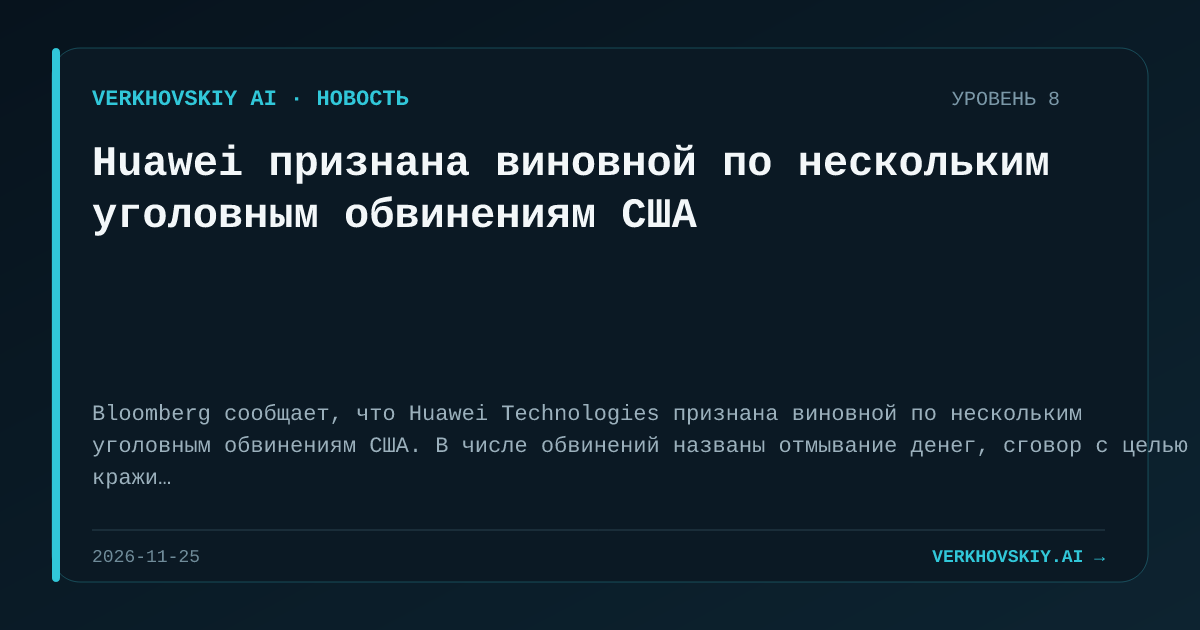 VERKHOVSKIY AI · НОВОСТЬ
УРОВЕНЬ 8
Huawei признана виновной по нескольким
уголовным обвинениям США
Bloomberg сообщает, что Huawei Technologies признана виновной по нескольким
уголовным обвинениям США. В числе обвинений названы отмывание денег, сговор с целью
кражи…
2026-11-25
VERKHOVSKIY.AI →